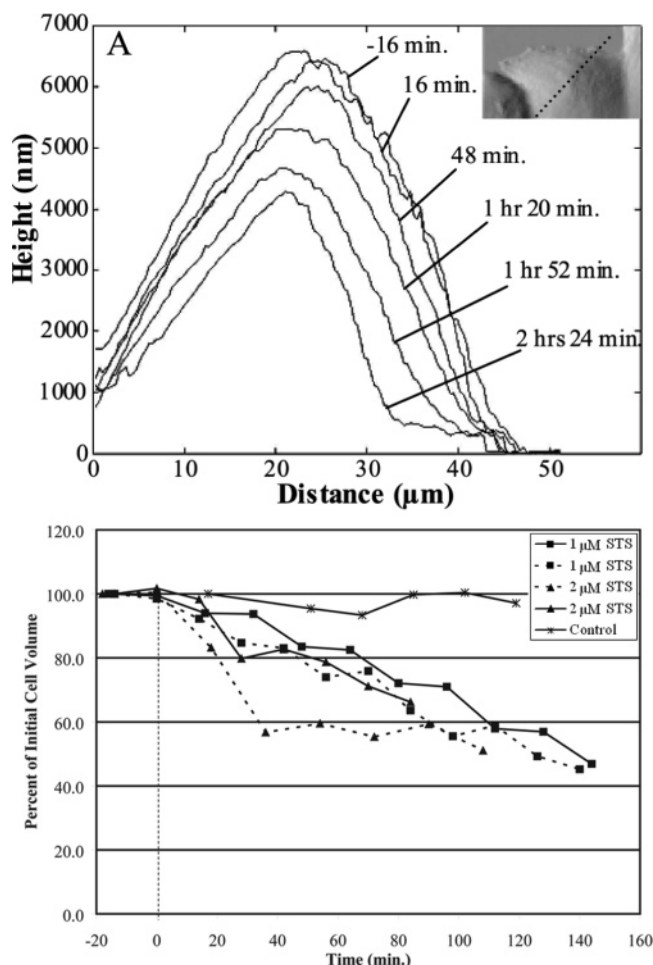 A
7000
6000
5000
4000
3000
2000
1000
0
Height (nm)
-16 min.
16 min.
48 min.
1 hr 20 min.
1 hr 52 min.
2 hrs 24 min.
0 10 20 30 40 50
Distance (µm)
120.0
100.0
80.0
60.0
40.0
20.0
0.0
Percent of Initial Cell Volume
1 µM STS
1 µM STS
2 µM STS
2 µM STS
Control
-20 0 20 40 60 80 100 120 140 160
Time (min.)